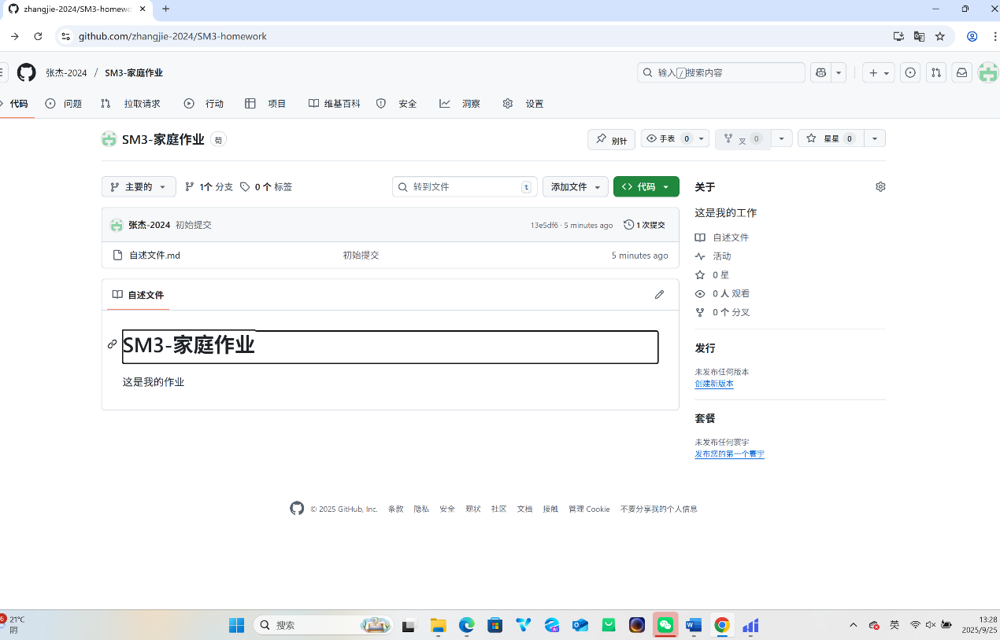 zhangjie-2024/SM3-homewo
github.com/zhangjie-2024/SM3-homework
张杰-2024 / SM3-家庭作业
输入/搜索内容
代码 问题 拉取请求 行动 项目 维基百科 安全 洞察 设置
SM3-家庭作业 荀
别针 手表 0 叉 0 星星 0
主要的 1个 分支 0 个 标签 转到文件 t 添加文件 代码
张杰-2024 初始提交 13e5df6 · 5 minutes ago 1 次提交
自述文件.md 初始提交 5 minutes ago
自述文件
SM3-家庭作业
这是我的作业
关于
这是我的工作
自述文件
活动
0 星
0 人 观看
0 个 分叉
发行
未发布任何版本
创建新版本
套餐
未发布任何寰宇
发布您的第一个寰宇
© 2025 GitHub, Inc. 条款 隐私 安全 现状 社区 文档 接触 管理 Cookie 不要分享我的个人信息
6 21°C
阴
搜索
英
13:28
2025/9/25